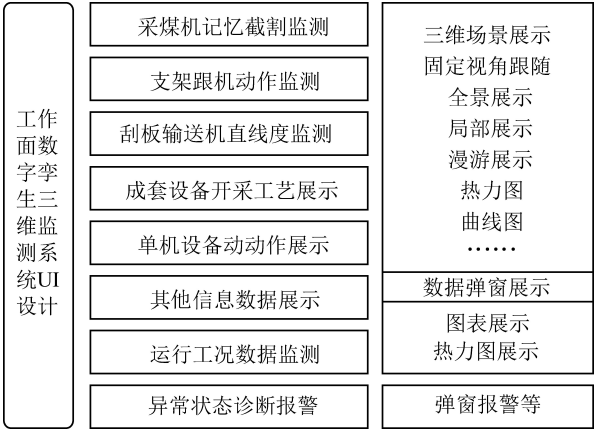 工作
面数
字孪
生三
维监
测系
统UI
设计
采煤机记忆截割监测
支架跟机动作监测
刮板输送机直线度监测
成套设备开采工艺展示
单机设备动动作展示
其他信息数据展示
运行工况数据监测
异常状态诊断报警
三维场景展示
固定视角跟随
全景展示
局部展示
漫游展示
热力图
曲线图
……
数据弹窗展示
图表展示
热力图展示
弹窗报警等